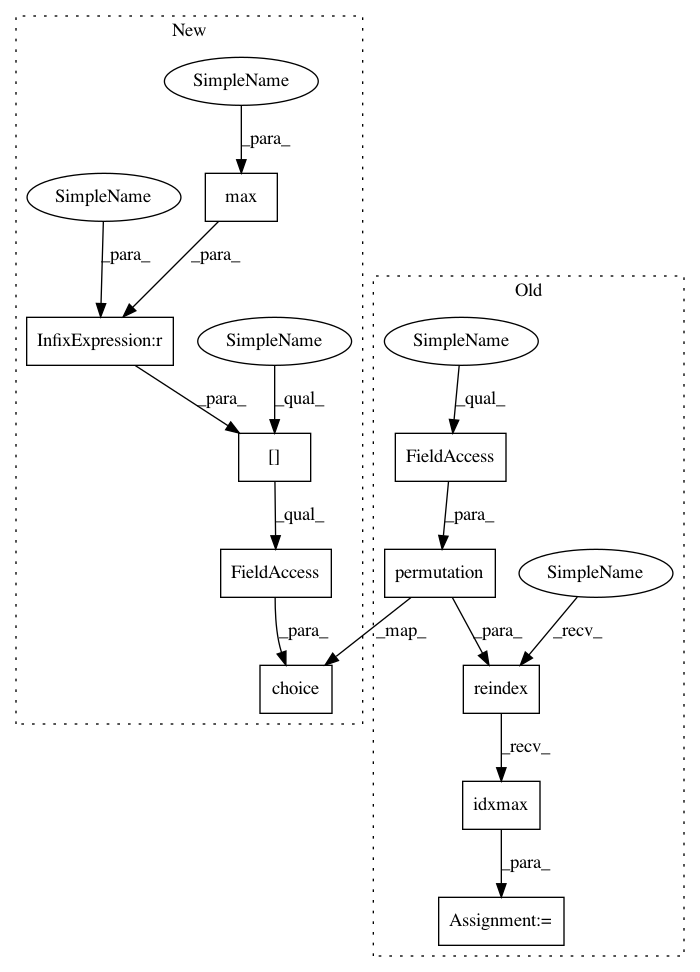 New
SimpleName
_para_
max
SimpleName
_para_
_para_
Old
InfixExpression:r
SimpleName
SimpleName
_para_
_qual_
_qual_
[]
FieldAccess
_qual_
_para_
FieldAccess
permutation
SimpleName
_para_
_map_
_para_
_recv_
choice
reindex
_recv_
idxmax
_para_
Assignment:=